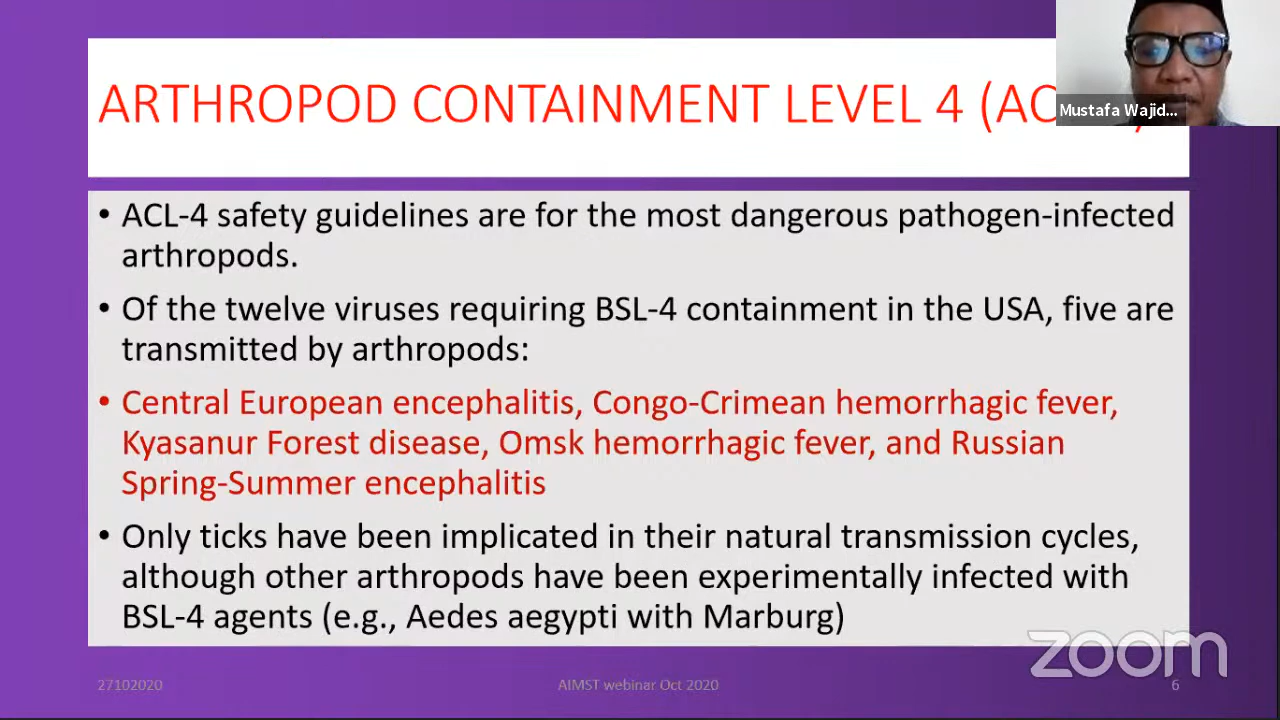 ARTHROPOD CONTAINMENT LEVEL 4
Mustafa Wajid...
• ACL-4 safety guidelines are for the most dangerous pathogen-infected
arthropods.
• Of the twelve viruses requiring BSL-4 containment in the USA, five are
transmitted by arthropods:
• Central European encephalitis, Congo-Crimean hemorrhagic fever,
Kyasanur Forest disease, Omsk hemorrhagic fever, and Russian
Spring-Summer encephalitis
• Only ticks have been implicated in their natural transmission cycles,
although other arthropods have been experimentally infected with
BSL-4 agents (e.g., Aedes aegypti with Marburg)
zoom
27102020
AIMST webinar Oct 2020
6